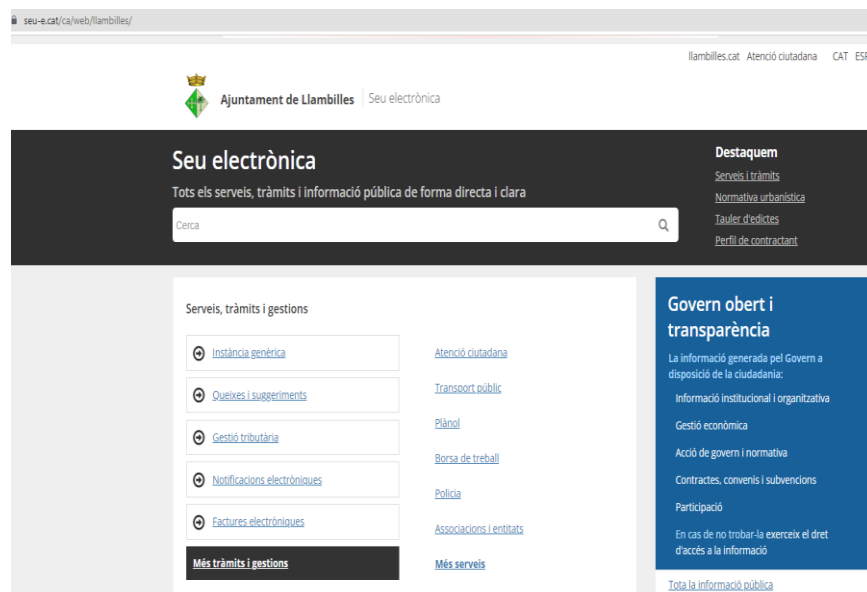 seu-e.cat/ca/web/llambilles/
llambilles.cat Atenció ciutadana CAT ESP
Ajuntament de Llambilles Seu electrònica
Seu electrònica
Tots els serveis, tràmits i informació pública de forma directa i clara
Cerca
Destaquem
Serveis i tràmits
Normativa urbanística
Tauler d'edictes
Perfil de contractant
Serveis, tràmits i gestions
Instància genèrica
Queixes i suggeriments
Gestió tributària
Notificacions electròniques
Factures electròniques
Més tràmits i gestions
Atenció ciutadana
Transport públic
Plànol
Borsa de treball
Policia
Associacions i entitats
Més serveis
Govern obert i
transparència
La informació generada pel Govern a
disposició de la ciudadania:
Informació institucional i organitzativa
Gestió econòmica
Acció de govern i normativa
Contractes, convenis i subvencions
Participació
En cas de no trobar-la exerceix el dret
d'accés a la informació
Tota la informació pública